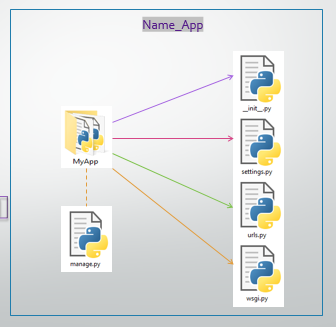 Name_App
__init__.py
MyApp
settings.py
manage.py
urls.py
wsgi.py